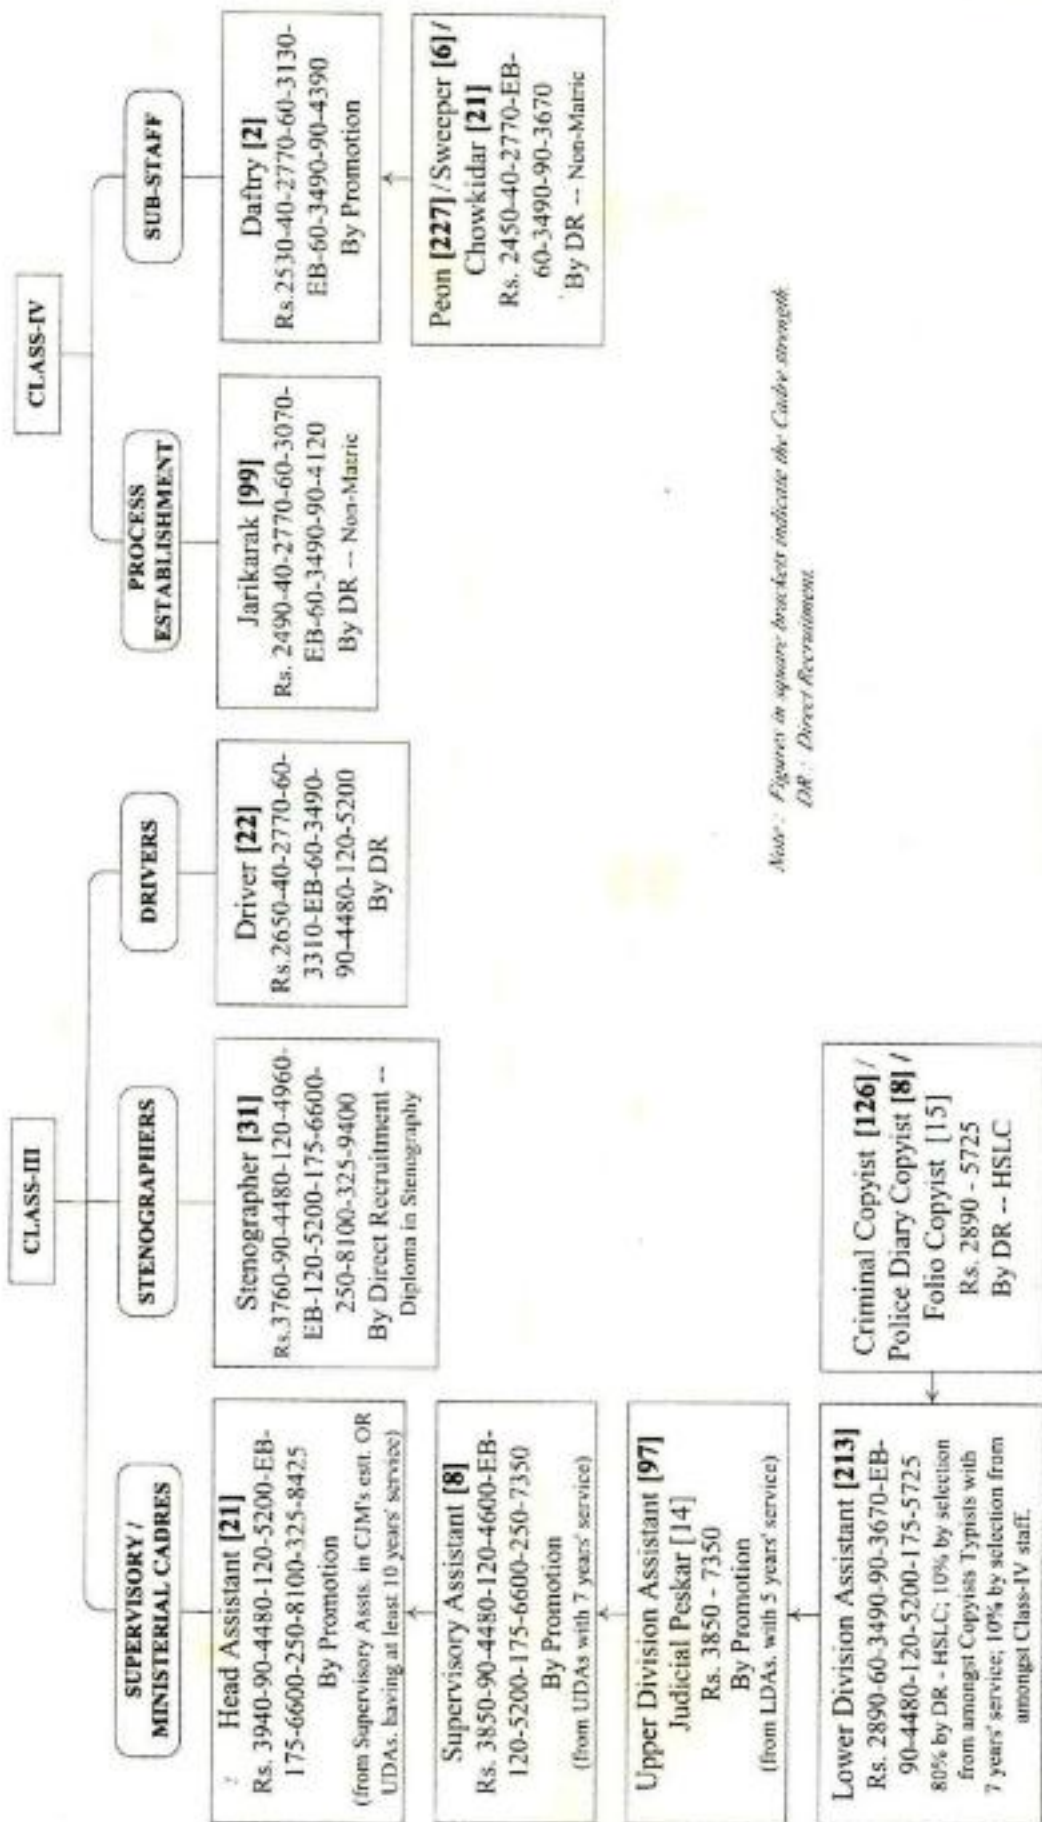 CLASS-III
SUPERVISORY /
MINISTERIAL CADRES
Head Assistant [21]
Rs. 3940-90-4480-120-5200-EB-
175-6600-250-8100-325-8425
By Promotion
(from Supervisory Assis. in CJM's estt. OR
UDAs. having at least 10 years' service)
Supervisory Assistant [8]
Rs. 3850-90-4480-120-4600-EB-
120-5200-175-6600-250-7350
By Promotion
(from UDAs with 7 years' service)
Upper Division Assistant [97]
Judicial Peskar [14]
Rs. 3850 - 7350
By Promotion
(from LDAs. with 5 years' service)
Lower Division Assistant [213]
Rs. 2890-60-3490-90-3670-EB-
90-4480-120-5200-175-5725
80% by DR - HSLC; 10% by selection
from amongst Copyists Typists with
7 years' service; 10% by selection from
amongst Class-IV staff.
Criminal Copyist [126] /
Police Diary Copyist [8] /
Folio Copyist [15]
Rs. 2890 - 5725
By DR -- HSLC
STENOGRAPHERS
Stenographer [31]
Rs.3760-90-4480-120-4960-
EB-120-5200-175-6600-
250-8100-325-9400
By Direct Recruitment --
Diploma in Stenography
DRIVERS
Driver [22]
Rs.2650-40-2770-60-
3310-EB-60-3490-
90-4480-120-5200
By DR
CLASS-IV
PROCESS
ESTABLISHMENT
Jarikarak [99]
Rs. 2490-40-2770-60-3070-
EB-60-3490-90-4120
By DR -- Non-Matric
SUB-STAFF
Daftry [2]
Rs.2530-40-2770-60-3130-
EB-60-3490-90-4390
By Promotion
Peon [227] / Sweeper [6] /
Chowkidar [21]
Rs. 2450-40-2770-EB-
60-3490-90-3670
By DR -- Non-Matric
Note : Figures in square brackets indicate the Cadre strength.
DR : Direct Recruitment.